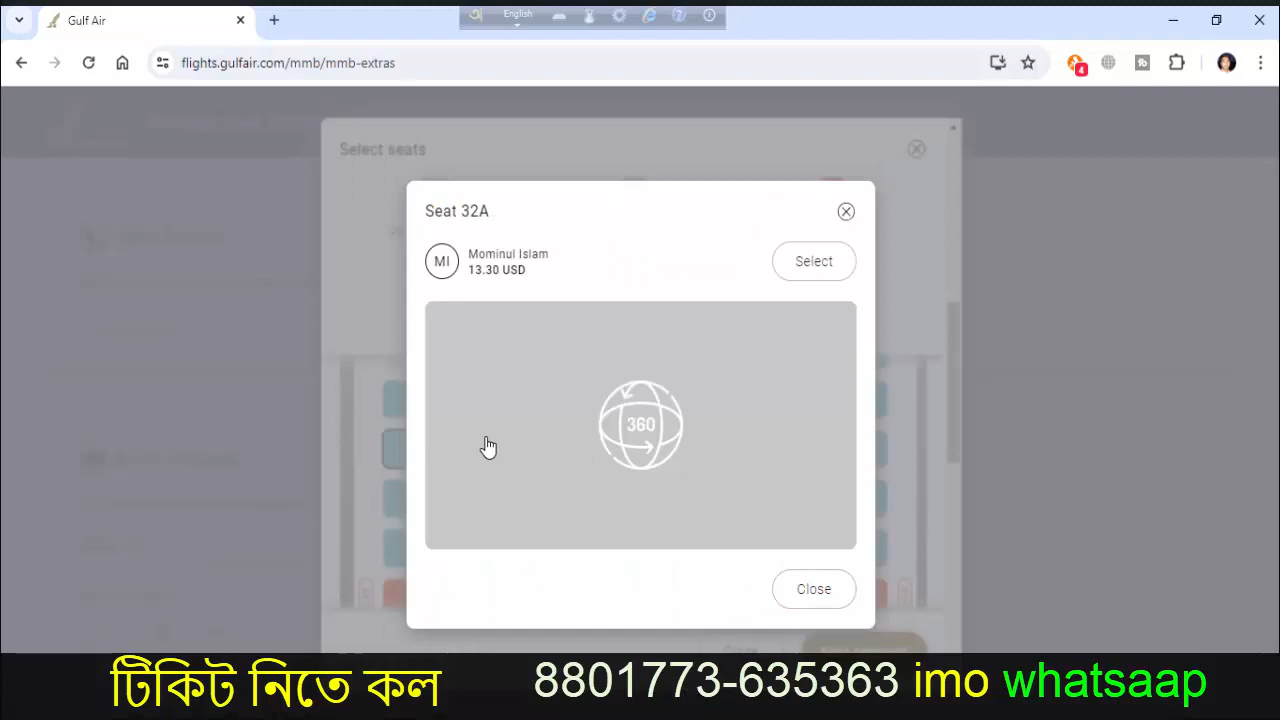 Gulf Air
English
flights.gulfair.com/mmb/mmb-extras
4
Select seats
Seat 32A
MI
Mominul Islam
13.30 USD
Select
360
Close
টিকিট নিতে কল 8801773-635363 imo whatsaap